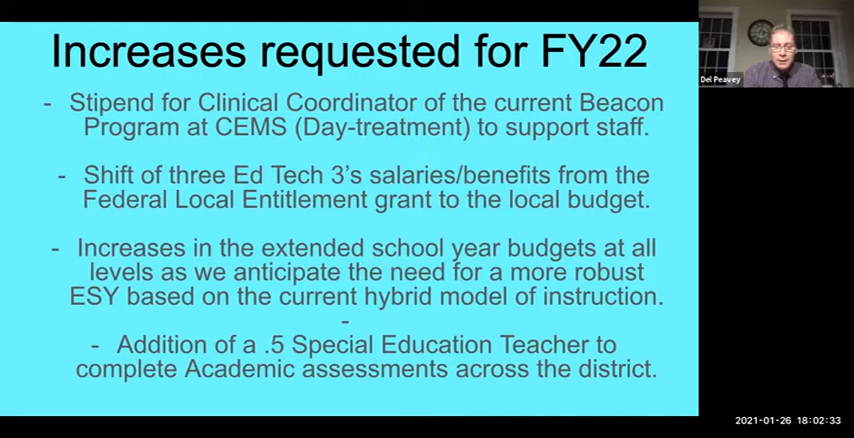 Increases requested for FY22
- Stipend for Clinical Coordinator of the current Beacon
Program at CEMS (Day-treatment) to support staff.
- Shift of three Ed Tech 3's salaries/benefits from the
Federal Local Entitlement grant to the local budget.
- Increases in the extended school year budgets at all
levels as we anticipate the need for a more robust
ESY based on the current hybrid model of instruction.
-
- Addition of a .5 Special Education Teacher to
complete Academic assessments across the district.
Del Peavey
2021-01-26 18:02:33